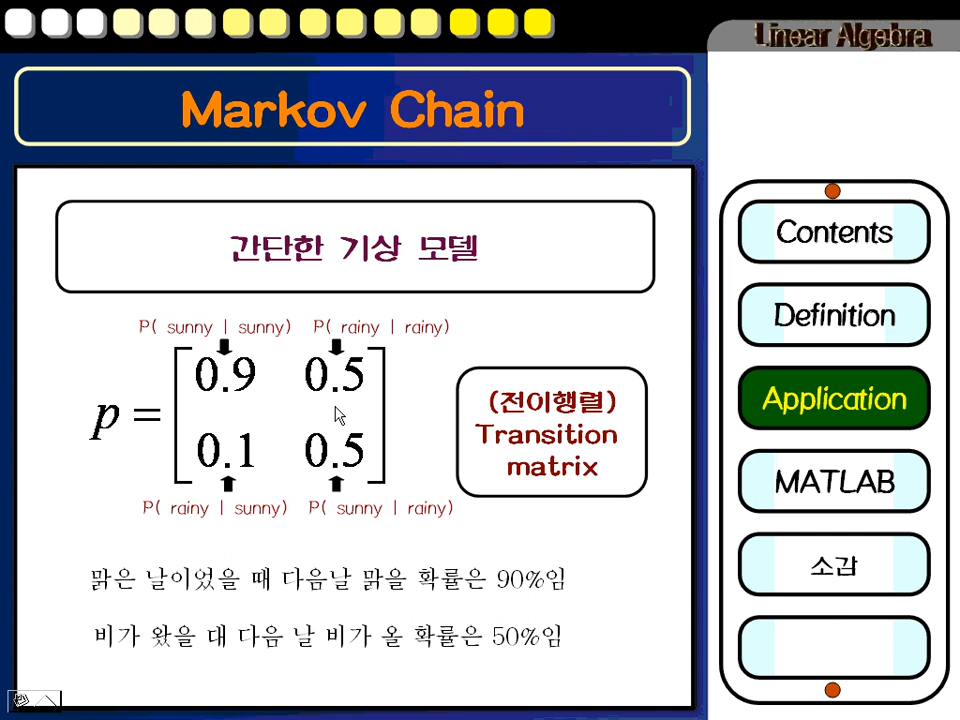 Linear Algebra
Markov Chain
간단한 기상 모델
P( sunny | sunny) P( rainy | rainy)
p = [0.9 0.5
0.1 0.5]
P( rainy | sunny) P( sunny | rainy)
(전이행렬)
Transition
matrix
맑은 날이었을 때 다음날 맑을 확률은 90%임
비가 왔을 대 다음 날 비가 올 확률은 50%임
Contents
Definition
Application
MATLAB
소감